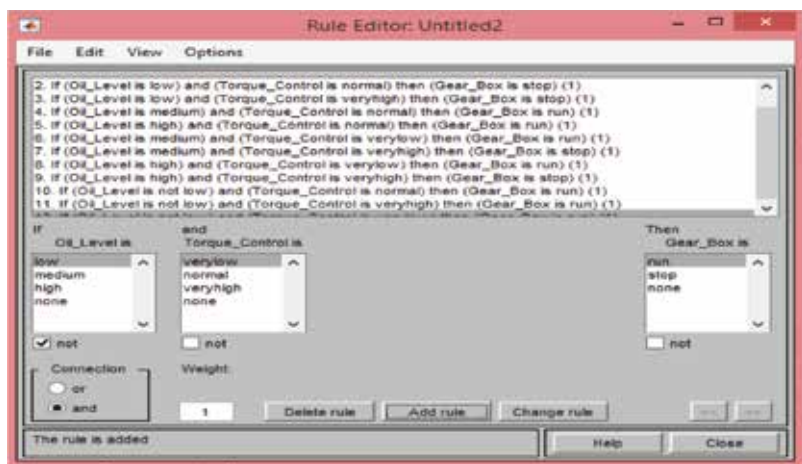 Rule Editor: Untitled2
File Edit View Options
2. If (Oil_Level is low) and (Torque_Control is normal) then (Gear_Box is stop) (1)
3. If (Oil_Level is low) and (Torque_Control is veryhigh) then (Gear_Box is stop) (1)
4. If (Oil_Level is medium) and (Torque_Control is normal) then (Gear_Box is run) (1)
5. If (Oil_Level is high) and (Torque_Control is normal) then (Gear_Box is run) (1)
6. If (Oil_Level is medium) and (Torque_Control is verylow) then (Gear_Box is run) (1)
7. If (Oil_Level is medium) and (Torque_Control is veryhigh) then (Gear_Box is stop) (1)
8. If (Oil_Level is high) and (Torque_Control is verylow) then (Gear_Box is run) (1)
9. If (Oil_Level is high) and (Torque_Control is veryhigh) then (Gear_Box is stop) (1)
10. If (Oil_Level is not low) and (Torque_Control is normal) then (Gear_Box is run) (1)
11. If (Oil_Level is not low) and (Torque_Control is veryhigh) then (Gear_Box is run) (1)
If and Then
Oil_Level is Torque_Control is Gear_Box is
low verylow run
medium normal stop
high veryhigh none
none none
not not not
Connection Weight:
or
and 1 Delete rule Add rule Change rule << >>
The rule is added Help Close